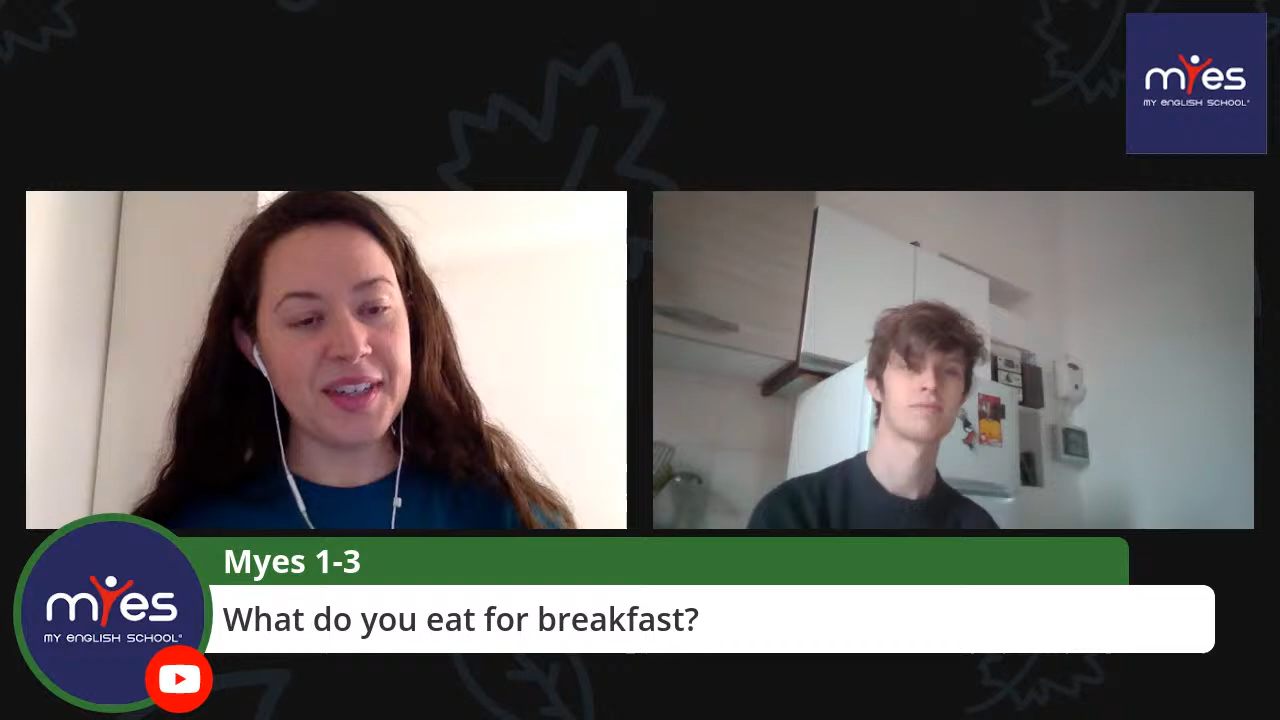 myes
MY ENGLISH SCHOOL®
Myes 1-3
What do you eat for breakfast?
myes
MY ENGLISH SCHOOL®